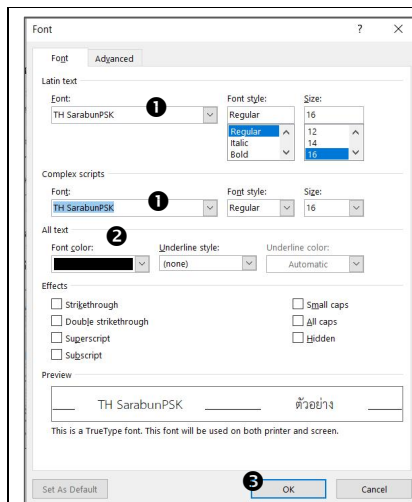 Font ? ×
Font Advanced
Latin text
Font: Font style: Size:
TH SarabunPSK ❶ Regular 16
Regular 12
Italic 14
Bold 16
Complex scripts
Font: Font style: Size:
TH SarabunPSK ❶ Regular 16
All text
Font color: ❷ Underline style: Underline color:
(none) Automatic
Effects
Strikethrough Small caps
Double strikethrough All caps
Superscript Hidden
Subscript
Preview
TH SarabunPSK ตัวอย่าง
This is a TrueType font. This font will be used on both printer and screen.
Set As Default ❸ OK Cancel